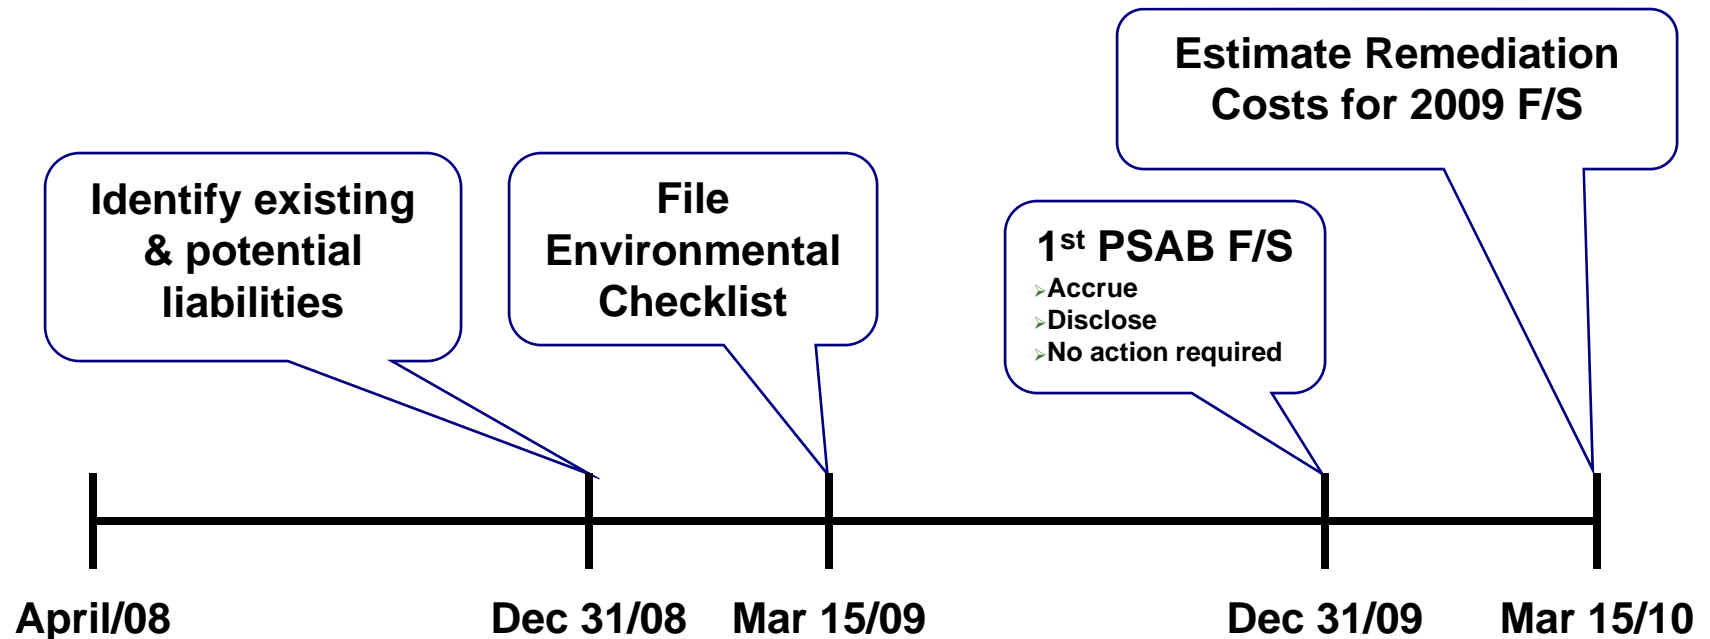 Estimate Remediation
Costs for 2009 F/S
Identify existing
& potential
liabilities
File
Environmental
Checklist
1st PSAB F/S
➢Accrue
➢Disclose
➢No action required
April/08
Dec 31/08
Mar 15/09
Dec 31/09
Mar 15/10